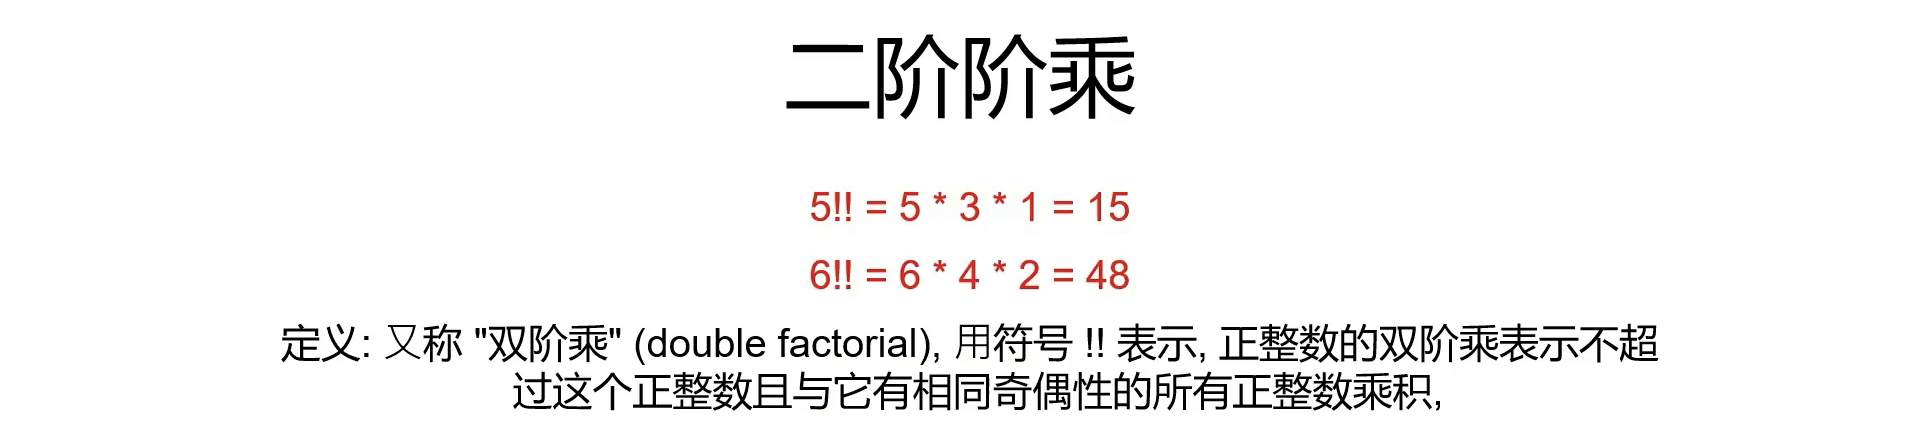 二阶阶乘
5!! = 5 * 3 * 1 = 15
6!! = 6 * 4 * 2 = 48
定义: 又称 "双阶乘" (double factorial), 用符号 !! 表示, 正整数的双阶乘表示不超
过这个正整数且与它有相同奇偶性的所有正整数乘积,